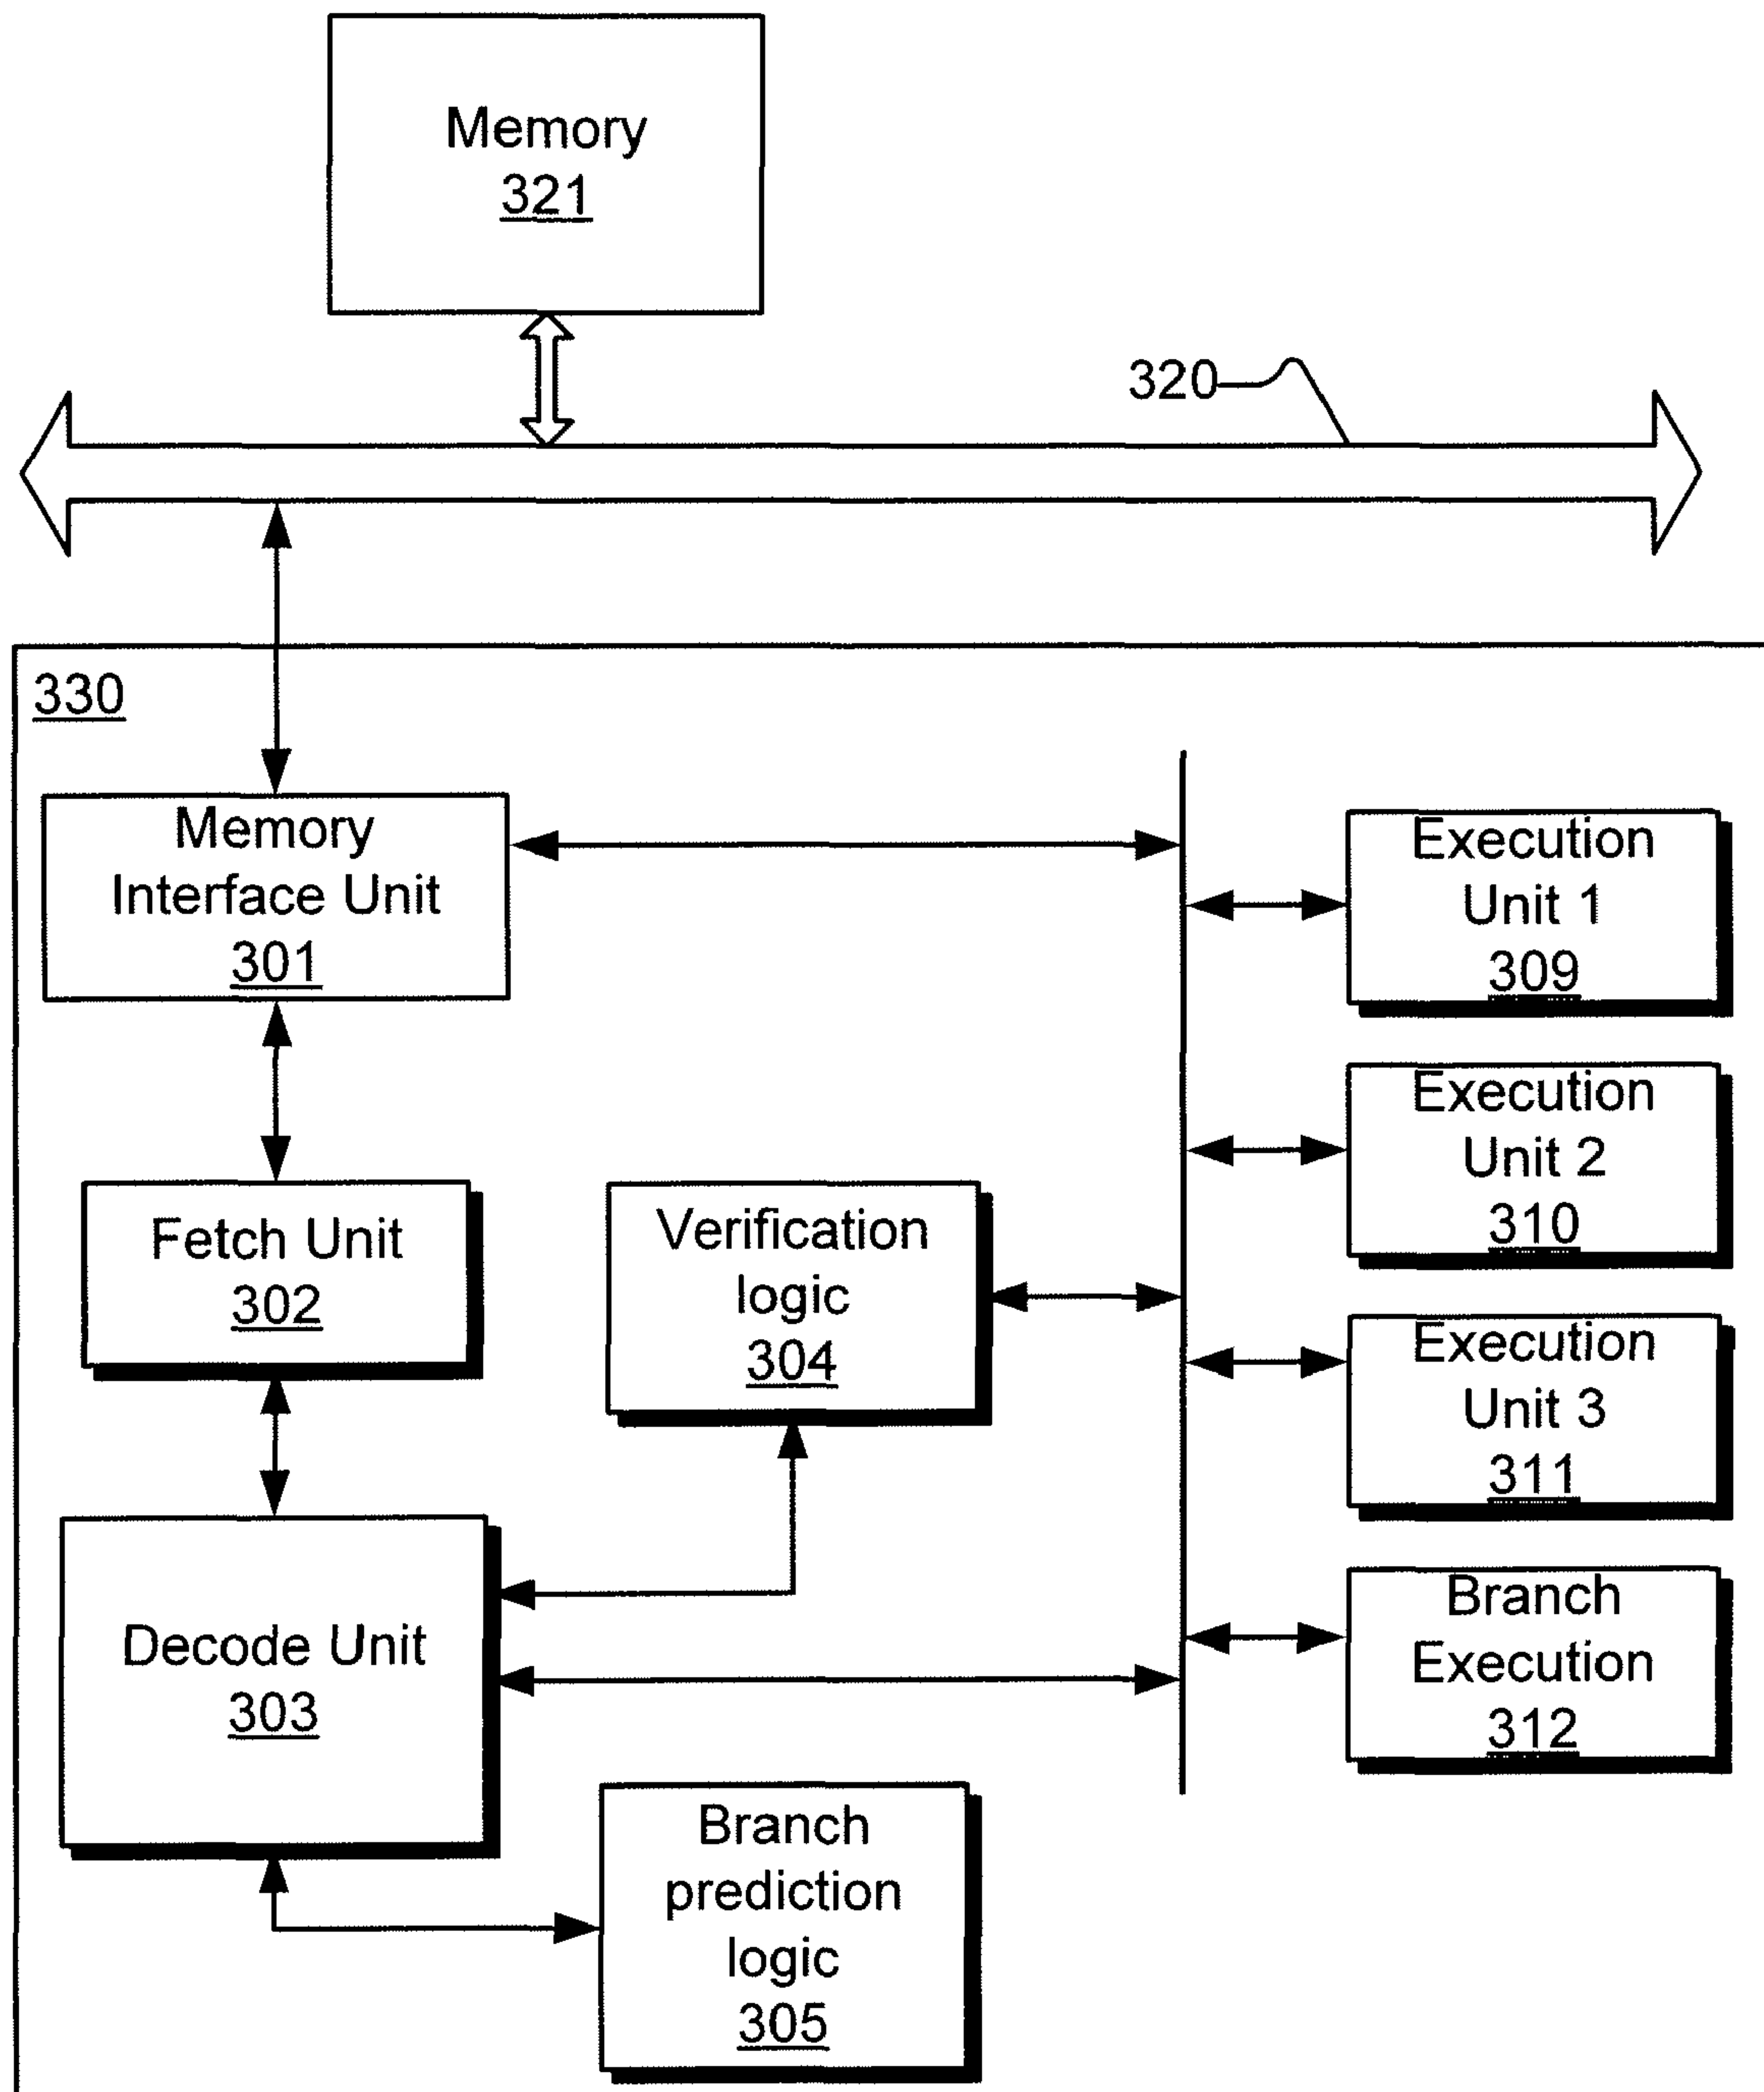 Memory
321
320
330
Memory
Interface Unit
301
Execution
Unit 1
309
Execution
Unit 2
310
Fetch Unit
302
Verification
logic
304
Execution
Unit 3
311
Decode Unit
303
Branch
Execution
312
Branch
prediction
logic
305